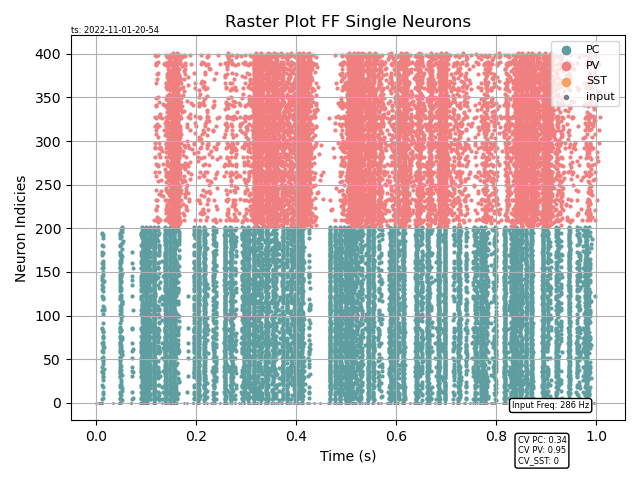 Raster Plot FF Single Neurons
ts: 2022-11-01-20-54
PC
PV
SST
input
Neuron Indicies
400
350
300
250
200
150
100
50
0
Input Freq: 286 Hz
0.0 0.2 0.4 0.6 0.8 1.0
Time (s)
CV PC: 0.34
CV PV: 0.95
CV_SST: 0